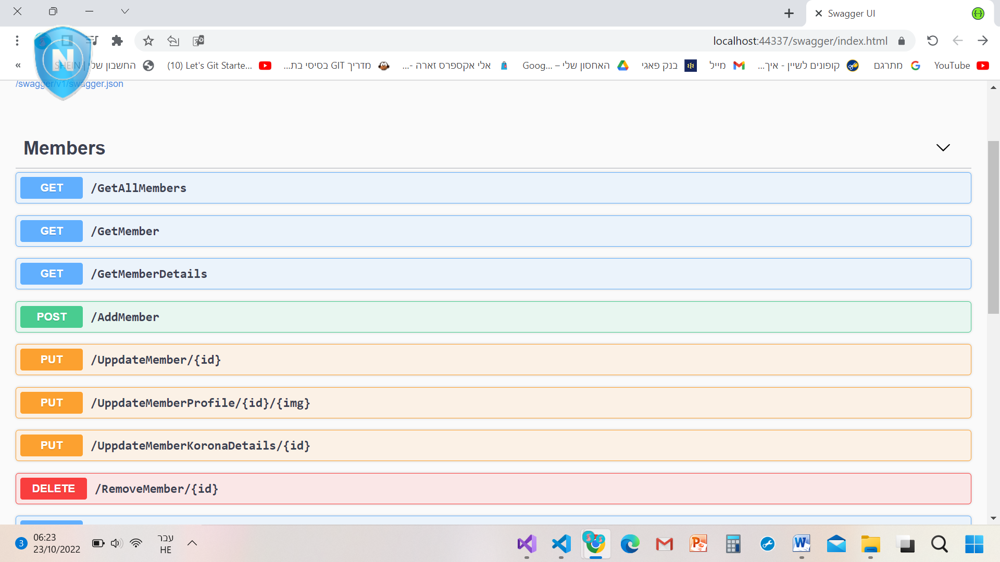 Swagger UI
localhost:44337/swagger/index.html
YouTube
מתרגם
קופונים לשיין - איך...
מייל
בנק פאגי
האחסון שלי – Goog...
אלי אקספרס זארה -...
מדריך GIT בסיסי בת...
(10) Let's Git Starte...
החשבון שלי | SHEIN
«
N
/swagger/v1/swagger.json
Members
GET /GetAllMembers
GET /GetMember
GET /GetMemberDetails
POST /AddMember
PUT /UppdateMember/{id}
PUT /UppdateMemberProfile/{id}/{img}
PUT /UppdateMemberKoronaDetails/{id}
DELETE /RemoveMember/{id}
3
06:23
23/10/2022
עבר
HE